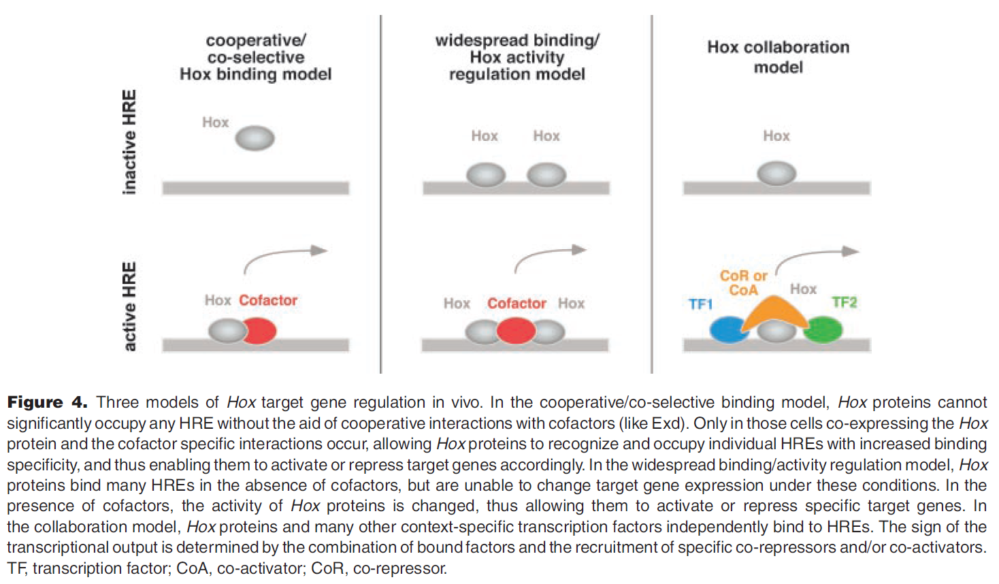 cooperative/
co-selective
Hox binding model
widespread binding/
Hox activity
regulation model
Hox collaboration
model
inactive HRE
Hox
Hox
Hox
Hox
active HRE
Hox Cofactor
Hox Cofactor Hox
CoR or
CoA
Hox
TF1
TF2
Figure 4. Three models of Hox target gene regulation in vivo. In the cooperative/co-selective binding model, Hox proteins cannot
significantly occupy any HRE without the aid of cooperative interactions with cofactors (like Exd). Only in those cells co-expressing the Hox
protein and the cofactor specific interactions occur, allowing Hox proteins to recognize and occupy individual HREs with increased binding
specificity, and thus enabling them to activate or repress target genes accordingly. In the widespread binding/activity regulation model, Hox
proteins bind many HREs in the absence of cofactors, but are unable to change target gene expression under these conditions. In the
presence of cofactors, the activity of Hox proteins is changed, thus allowing them to activate or repress specific target genes. In
the collaboration model, Hox proteins and many other context-specific transcription factors independently bind to HREs. The sign of the
transcriptional output is determined by the combination of bound factors and the recruitment of specific co-repressors and/or co-activators.
TF, transcription factor; CoA, co-activator; CoR, co-repressor.